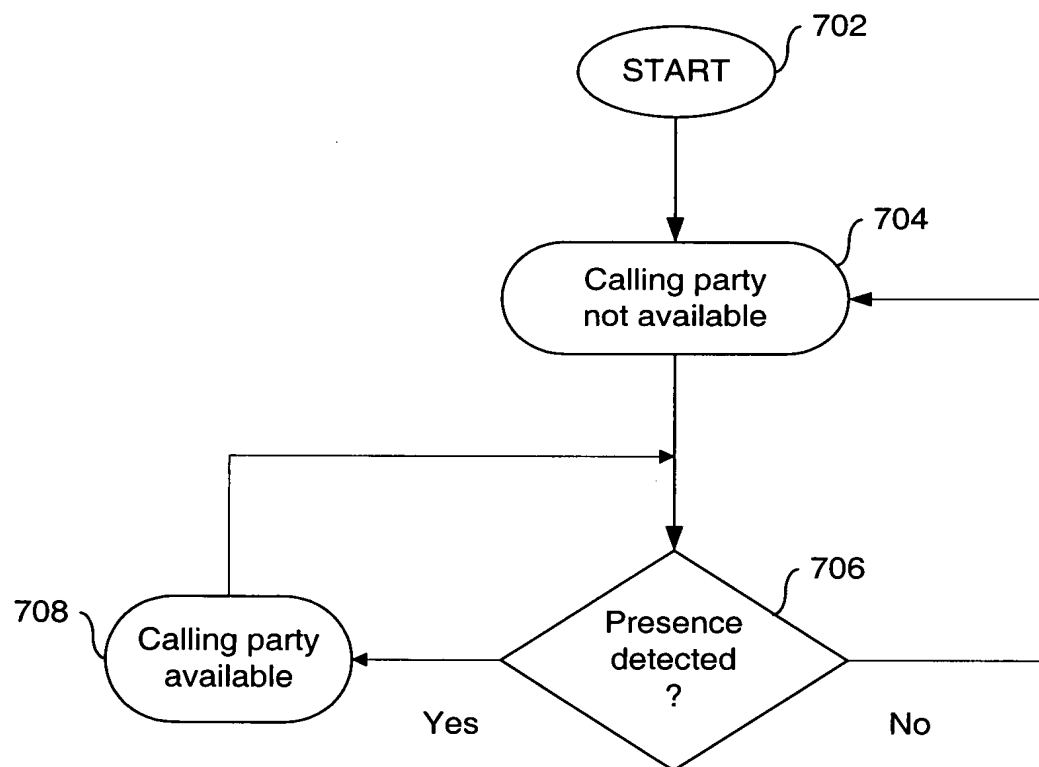 702
START
704
Calling party
not available
706
Presence
detected
?
708
Calling party
available
Yes
No